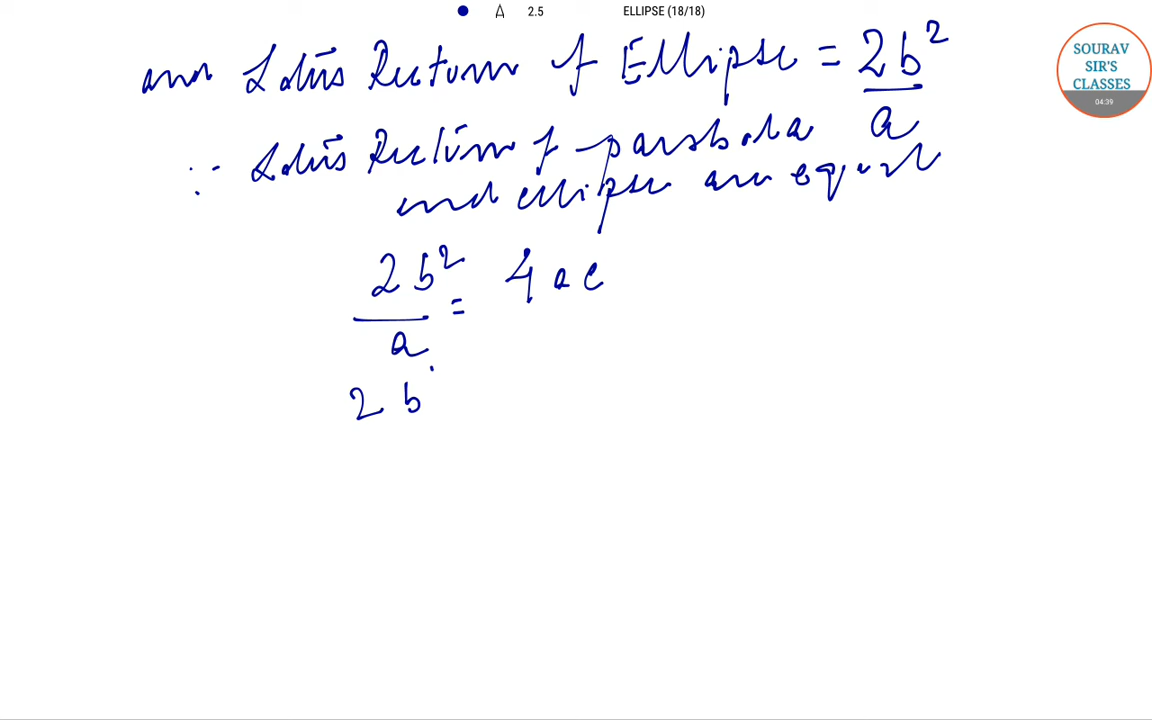 2.5 ELLIPSE (18/18)
SOURAV
SIR'S
CLASSES
04:39
and Latus Rectum of Ellipse = 2b²/a
∵ Latus Rectum of parabola
and ellipse are equal
2b²/a = 4ae
2b